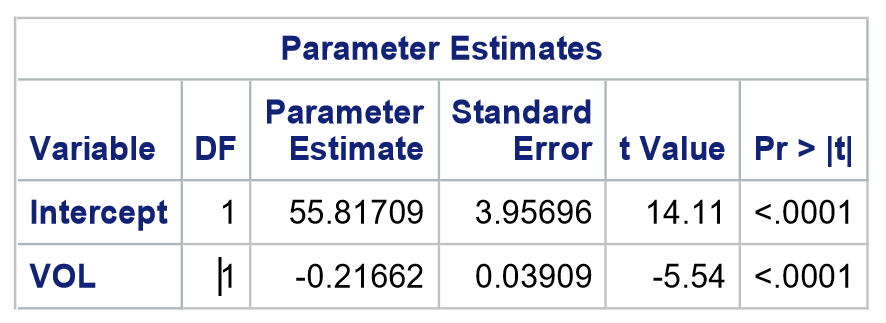 Parameter Estimates
Variable DF Parameter Estimate Standard Error t Value Pr > |t|
Intercept 1 55.81709 3.95696 14.11 <.0001
VOL 1 -0.21662 0.03909 -5.54 <.0001